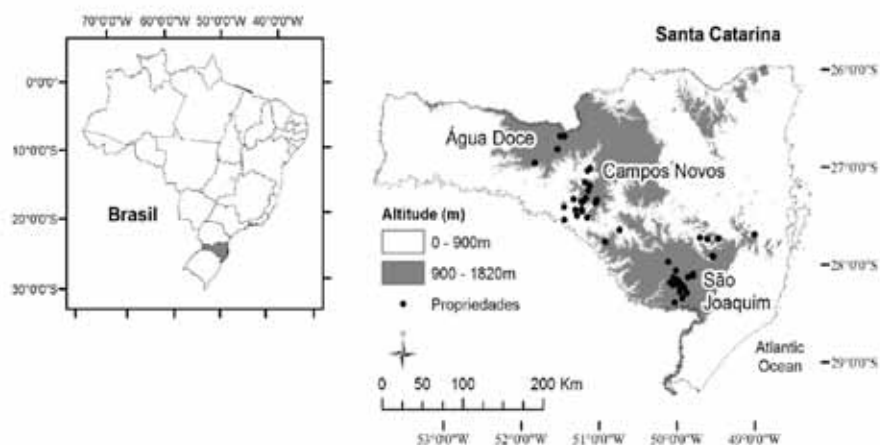 70°0'0"W 60°0'0"W 50°0'0"W 40°0'0"W
0°0'0"
10°0'0"S
20°0'0"S
30°0'0"S
Brasil
Santa Catarina
26°0'0"S
27°0'0"S
28°0'0"S
29°0'0"S
Água Doce
Campos Novos
São
Joaquim
Atlantic
Ocean
Altitude (m)
0 - 900m
900 - 1820m
Propriedades
0 50 100 200 Km
53°0'0"W 52°0'0"W 51°0'0"W 50°0'0"W 49°0'0"W